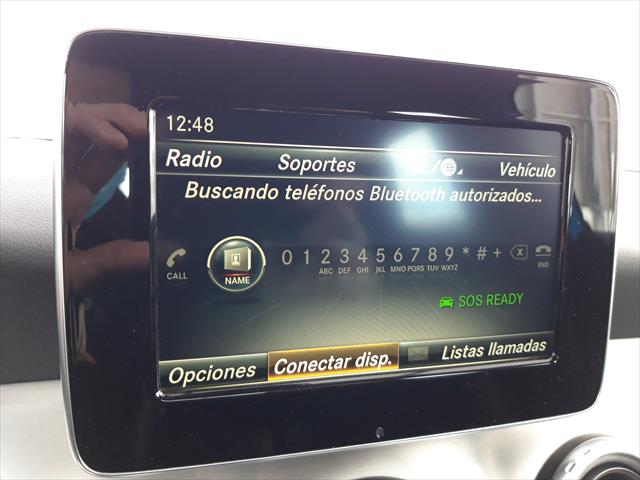 12:48
Radio Soportes Vehículo
Buscando teléfonos Bluetooth autorizados...
CALL NAME 0 1 2 3 4 5 6 7 8 9 * # + END
ABC DEF GHI JKL MNO PQRS TUV WXYZ
SOS READY
Opciones Conectar disp. Listas llamadas